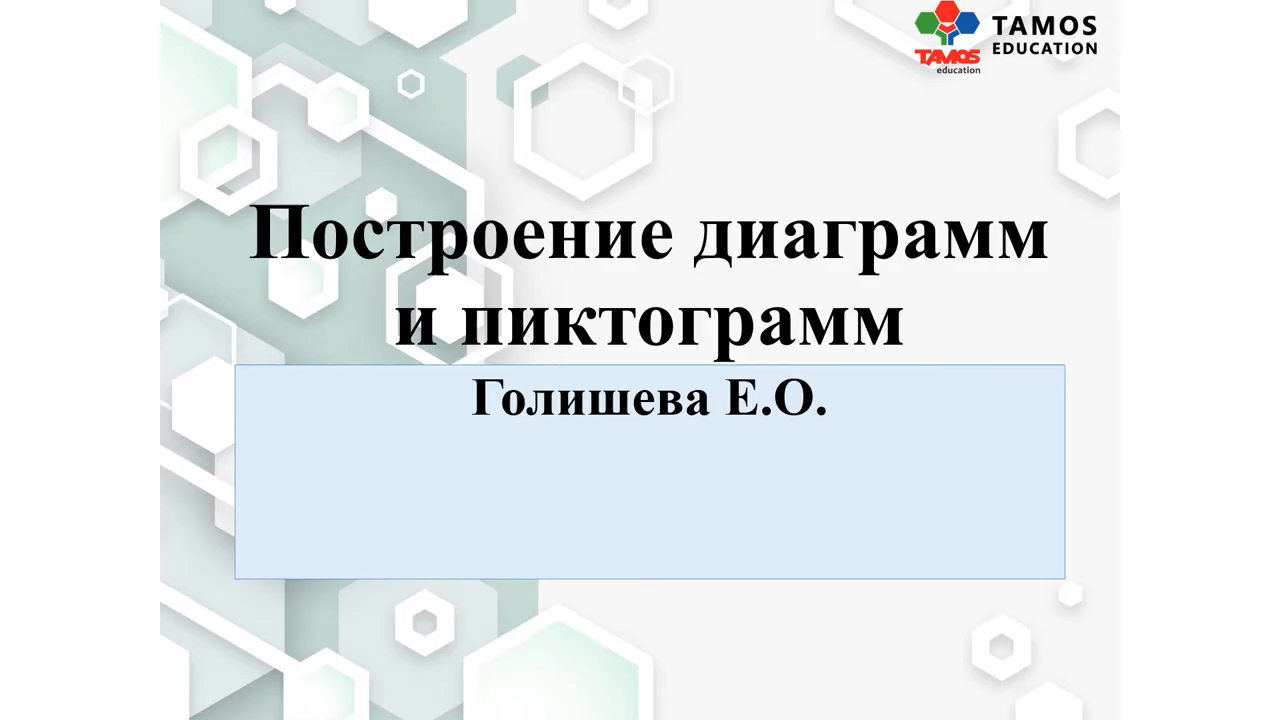 TAMOS
EDUCATION
TAMOS
education
Построение диаграмм
и пиктограмм
Голишева Е.О.